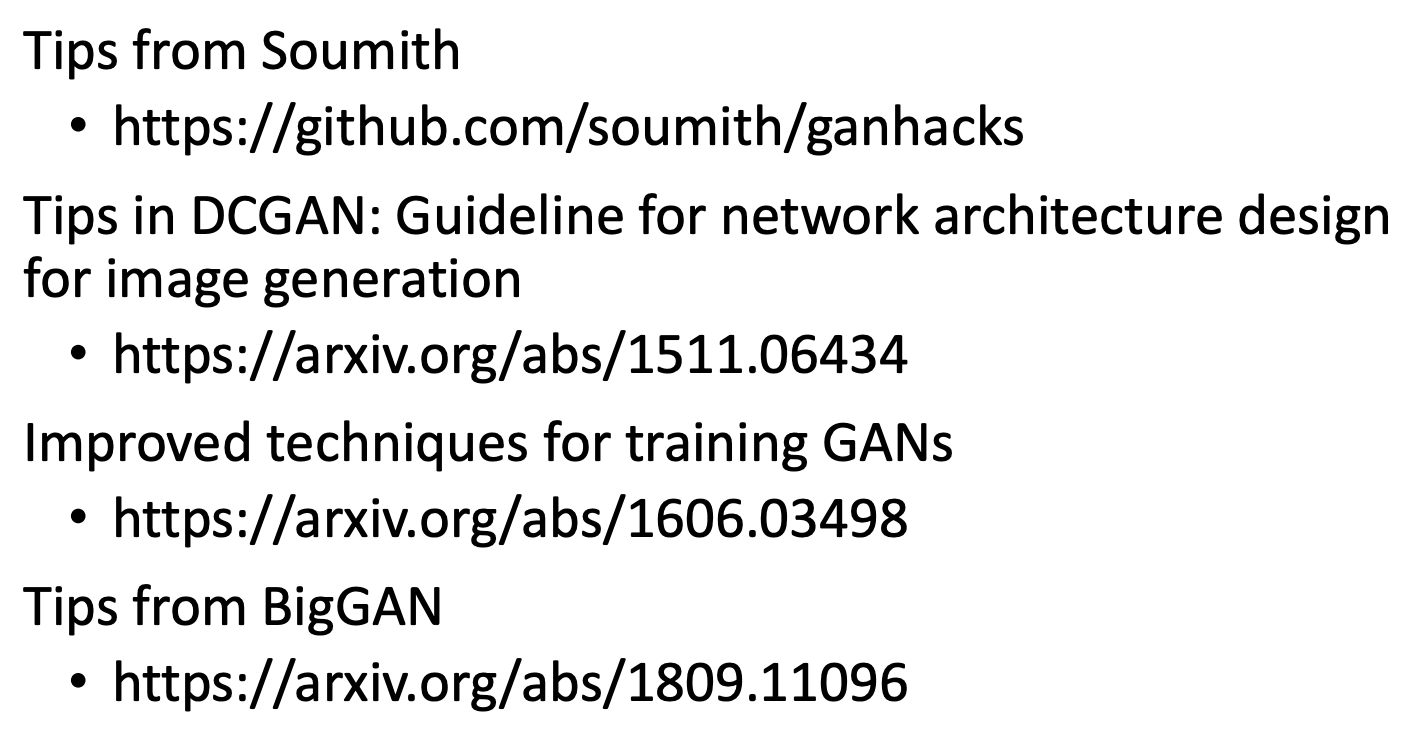 Tips from Soumith
• https://github.com/soumith/ganhacks
Tips in DCGAN: Guideline for network architecture design
for image generation
• https://arxiv.org/abs/1511.06434
Improved techniques for training GANs
• https://arxiv.org/abs/1606.03498
Tips from BigGAN
• https://arxiv.org/abs/1809.11096